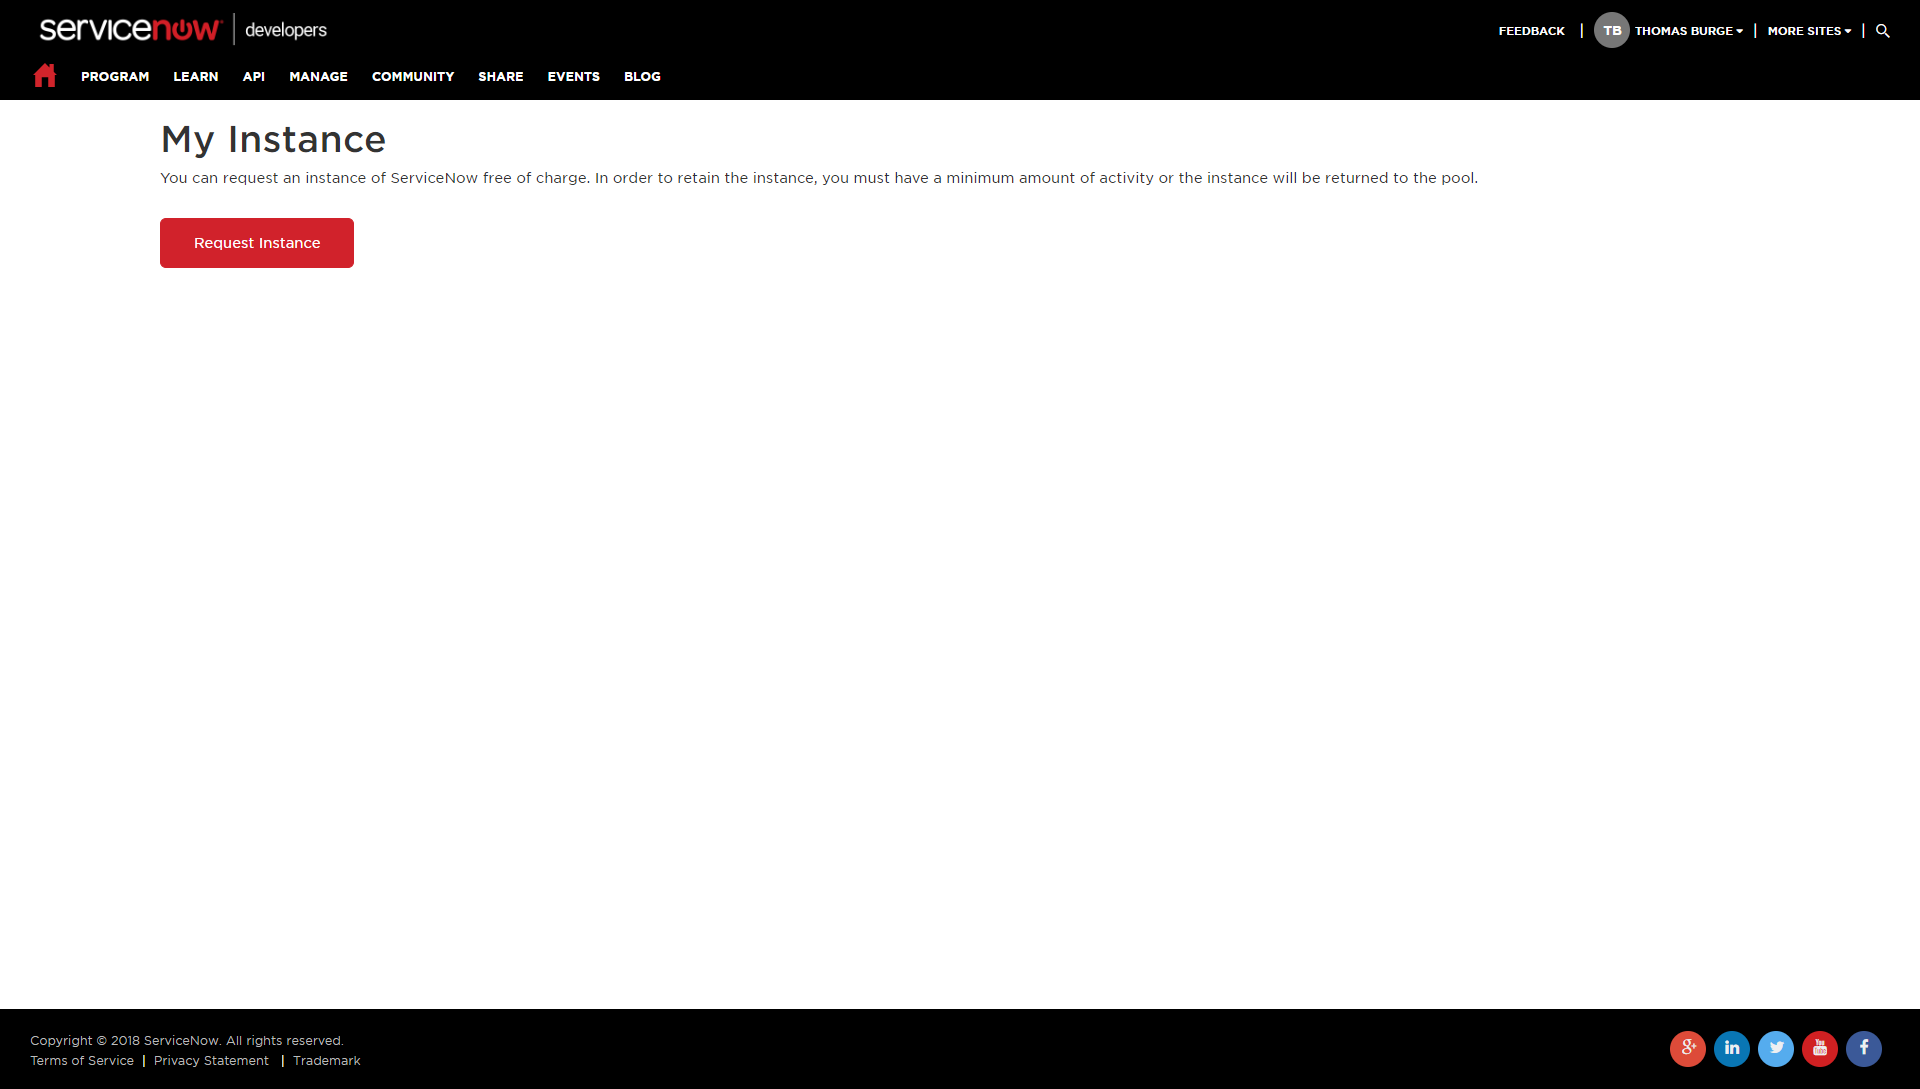 servicenow developers
FEEDBACK | TB THOMAS BURGE | MORE SITES |
PROGRAM LEARN API MANAGE COMMUNITY SHARE EVENTS BLOG
My Instance
You can request an instance of ServiceNow free of charge. In order to retain the instance, you must have a minimum amount of activity or the instance will be returned to the pool.
Request Instance
Copyright © 2018 ServiceNow. All rights reserved.
Terms of Service | Privacy Statement | Trademark
g+ in You Tube f